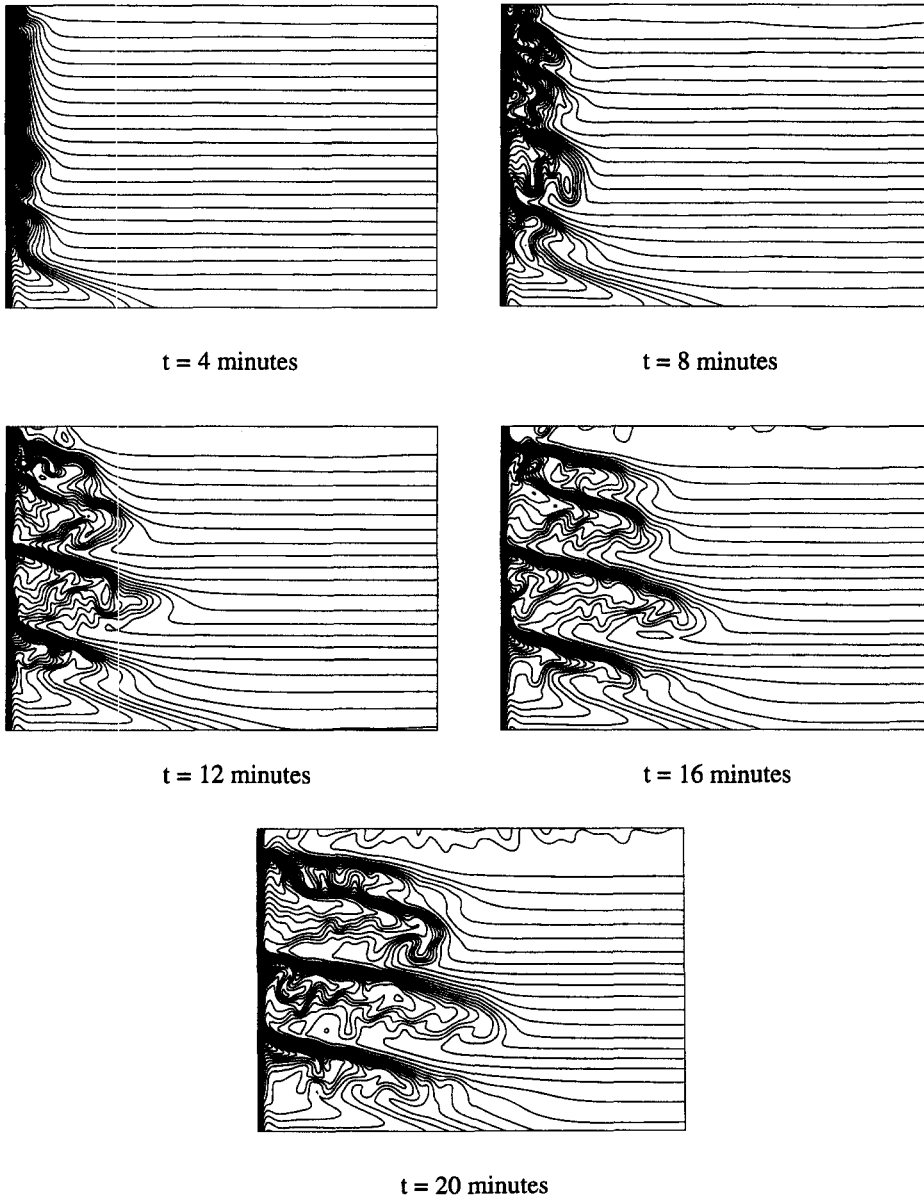 t = 4 minutes
t = 8 minutes
t = 12 minutes
t = 16 minutes
t = 20 minutes